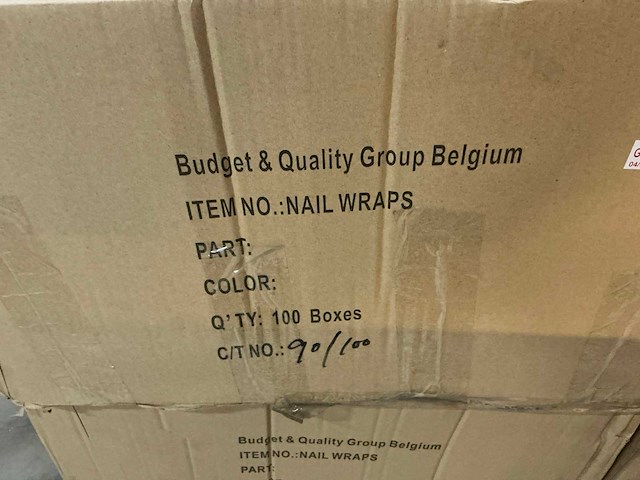 Budget & Quality Group Belgium
ITEM NO.:NAIL WRAPS
PART:
COLOR:
Q'TY: 100 Boxes
C/T NO.:90/100
G
04/
Budget & Quality Group Belgium
ITEM NO.:NAIL WRAPS
PART: